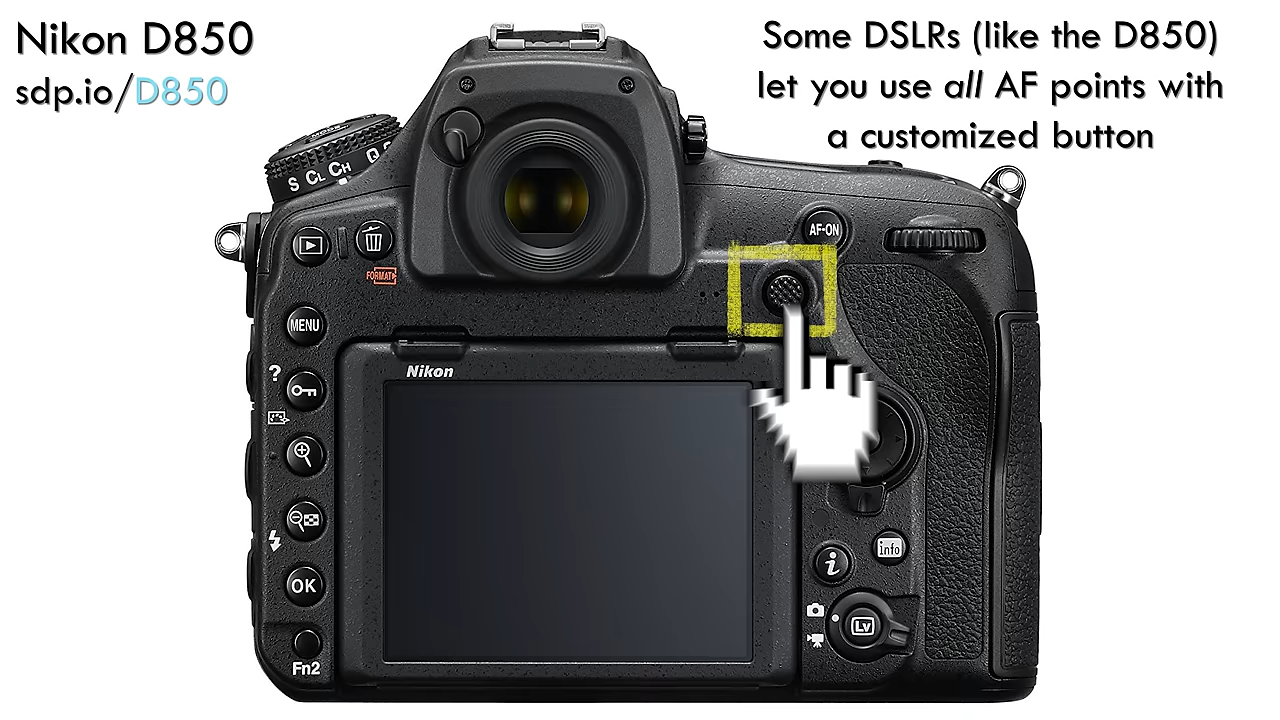 Nikon D850
sdp.io/D850
Some DSLRs (like the D850)
let you use all AF points with
a customized button
S CL CH Q
AF-ON
FORMAT
MENU
?
Nikon
info
i
OK
Lv
Fn2